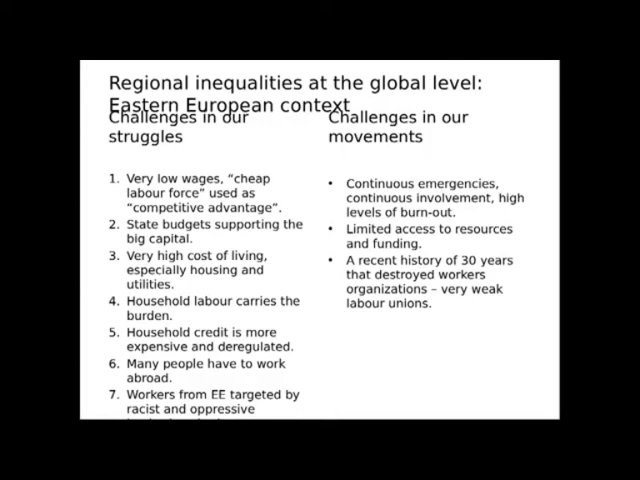 Regional inequalities at the global level:
Eastern European context
Challenges in our
struggles
1. Very low wages, “cheap
labour force” used as
“competitive advantage”.
2. State budgets supporting the
big capital.
3. Very high cost of living,
especially housing and
utilities.
4. Household labour carries the
burden.
5. Household credit is more
expensive and deregulated.
6. Many people have to work
abroad.
7. Workers from EE targeted by
racist and oppressive
Challenges in our
movements
• Continuous emergencies,
continuous involvement, high
levels of burn-out.
• Limited access to resources
and funding.
• A recent history of 30 years
that destroyed workers
organizations – very weak
labour unions.